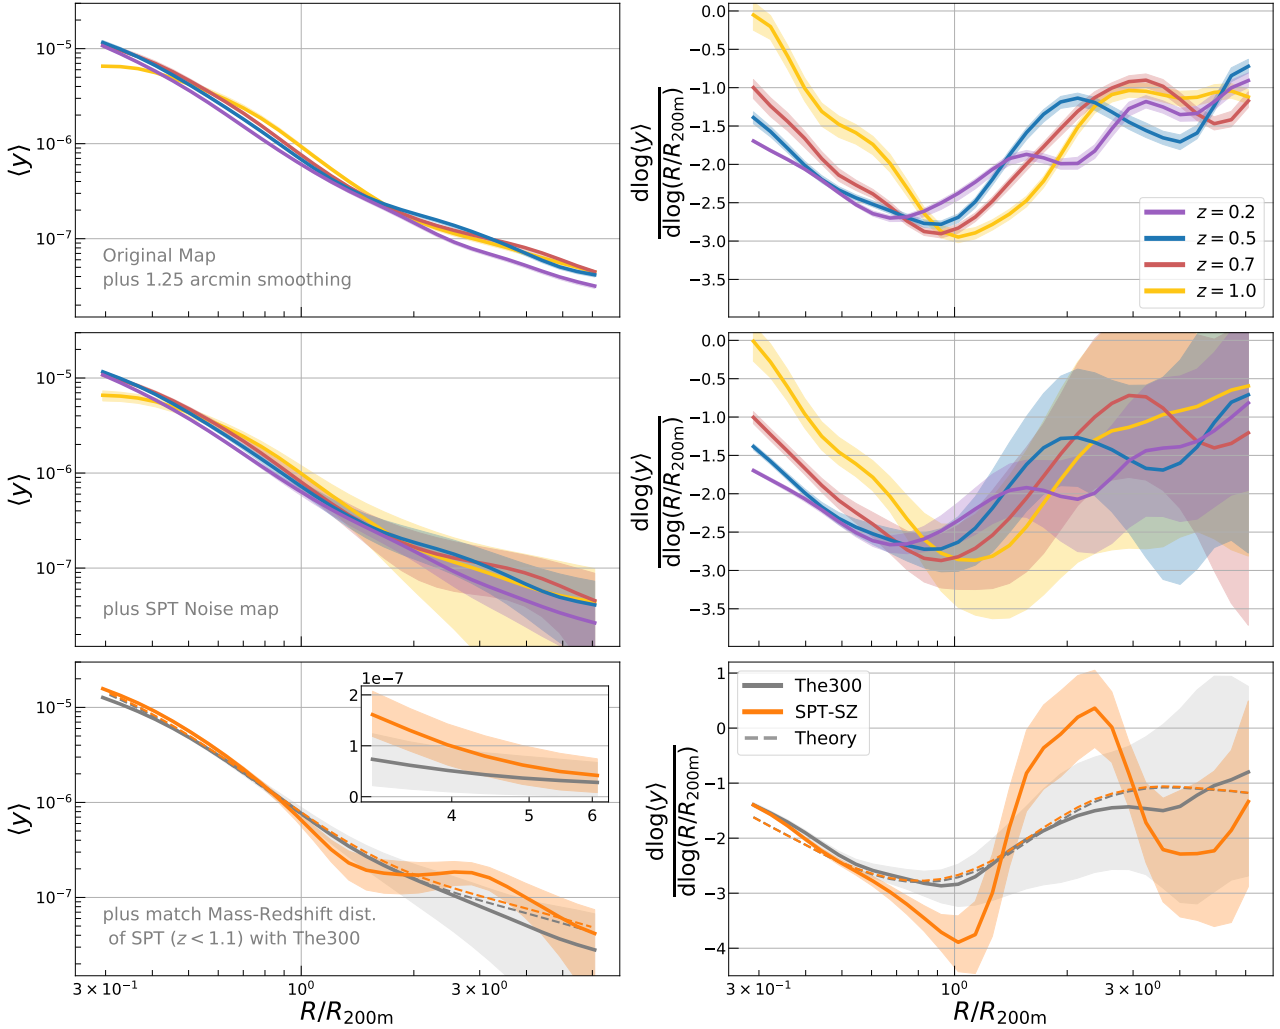 10⁻⁵
10⁻⁶
10⁻⁷
⟨y⟩
Original Map
plus 1.25 arcmin smoothing
0.0
−0.5
−1.0
−1.5
−2.0
−2.5
−3.0
−3.5
dlog⟨y⟩
dlog(R/R200m)
z = 0.2
z = 0.5
z = 0.7
z = 1.0
10⁻⁵
10⁻⁶
10⁻⁷
⟨y⟩
plus SPT Noise map
0.0
−0.5
−1.0
−1.5
−2.0
−2.5
−3.0
−3.5
dlog⟨y⟩
dlog(R/R200m)
10⁻⁵
10⁻⁶
10⁻⁷
⟨y⟩
1e−7
2
1
0
4
5
6
plus match Mass-Redshift dist.
of SPT (z < 1.1) with The300
3 × 10⁻¹
10⁰
3 × 10⁰
R/R200m
1
0
−1
−2
−3
−4
dlog⟨y⟩
dlog(R/R200m)
The300
SPT-SZ
Theory
3 × 10⁻¹
10⁰
3 × 10⁰
R/R200m